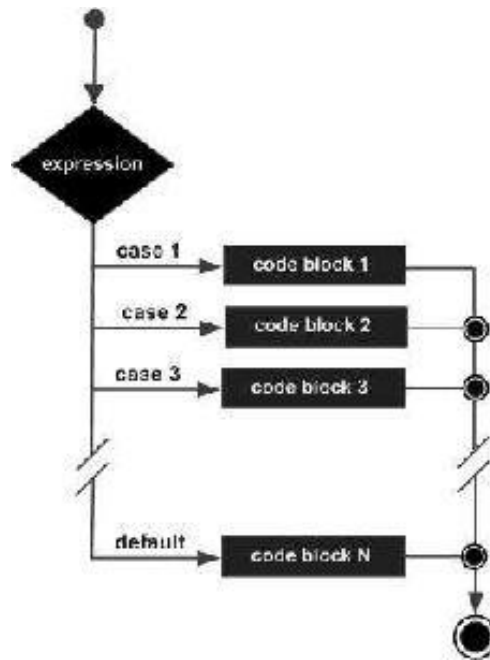 expression
case 1
code block 1
case 2
code block 2
case 3
code block 3
default
code block N